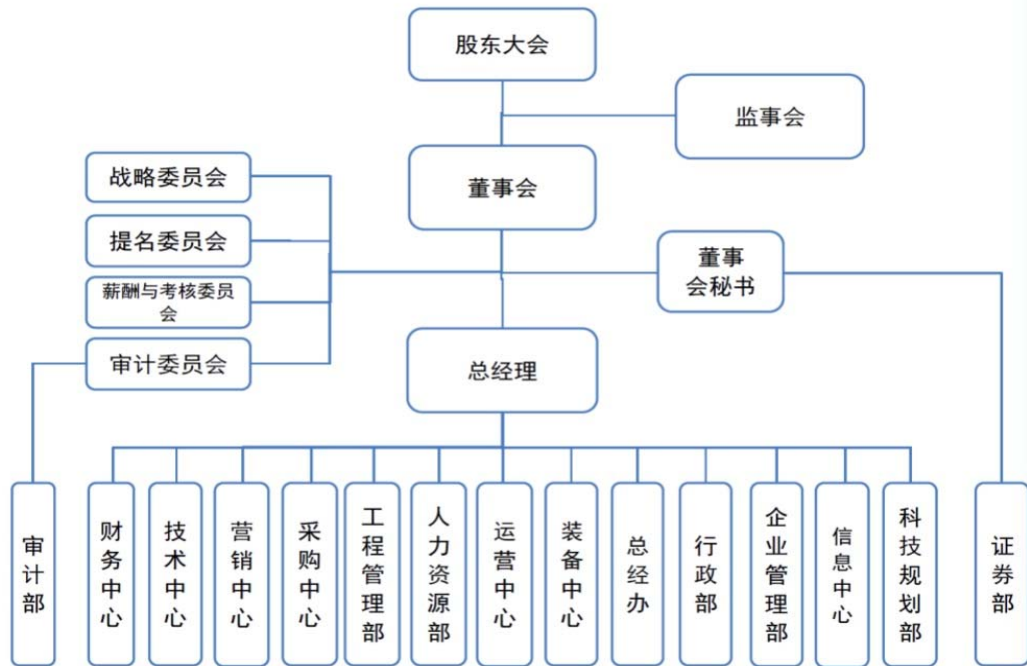 股东大会
监事会
董事会
战略委员会
提名委员会
薪酬与考核委员
会
审计委员会
董事
会秘书
总经理
审计部
财务中心
技术中心
营销中心
采购中心
工程管理部
人力资源部
运营中心
装备中心
总经办
行政部
企业管理部
信息中心
科技规划部
证券部